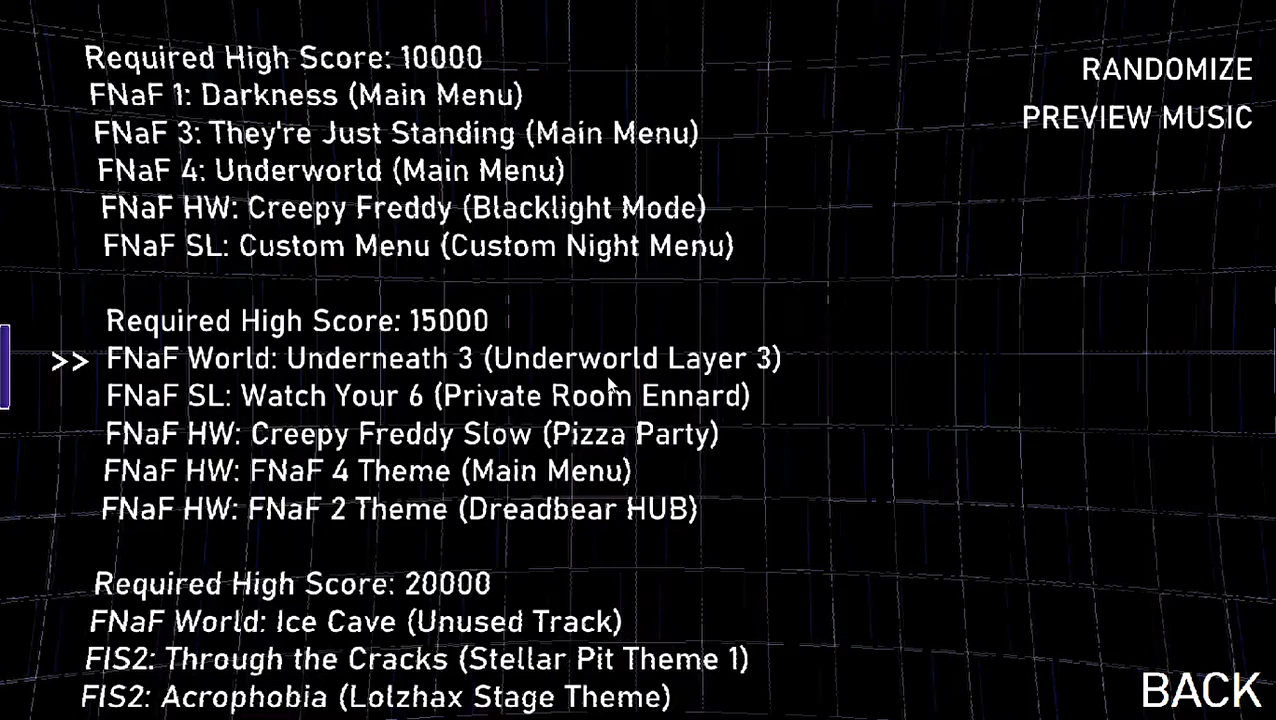 Required High Score: 10000
FNaF 1: Darkness (Main Menu)
FNaF 3: They're Just Standing (Main Menu)
FNaF 4: Underworld (Main Menu)
FNaF HW: Creepy Freddy (Blacklight Mode)
FNaF SL: Custom Menu (Custom Night Menu)
Required High Score: 15000
>> FNaF World: Underneath 3 (Underworld Layer 3)
FNaF SL: Watch Your 6 (Private Room Ennard)
FNaF HW: Creepy Freddy Slow (Pizza Party)
FNaF HW: FNaF 4 Theme (Main Menu)
FNaF HW: FNaF 2 Theme (Dreadbear HUB)
Required High Score: 20000
FNaF World: Ice Cave (Unused Track)
FIS2: Through the Cracks (Stellar Pit Theme 1)
FIS2: Acrophobia (Lolzhax Stage Theme)
RANDOMIZE
PREVIEW MUSIC
BACK